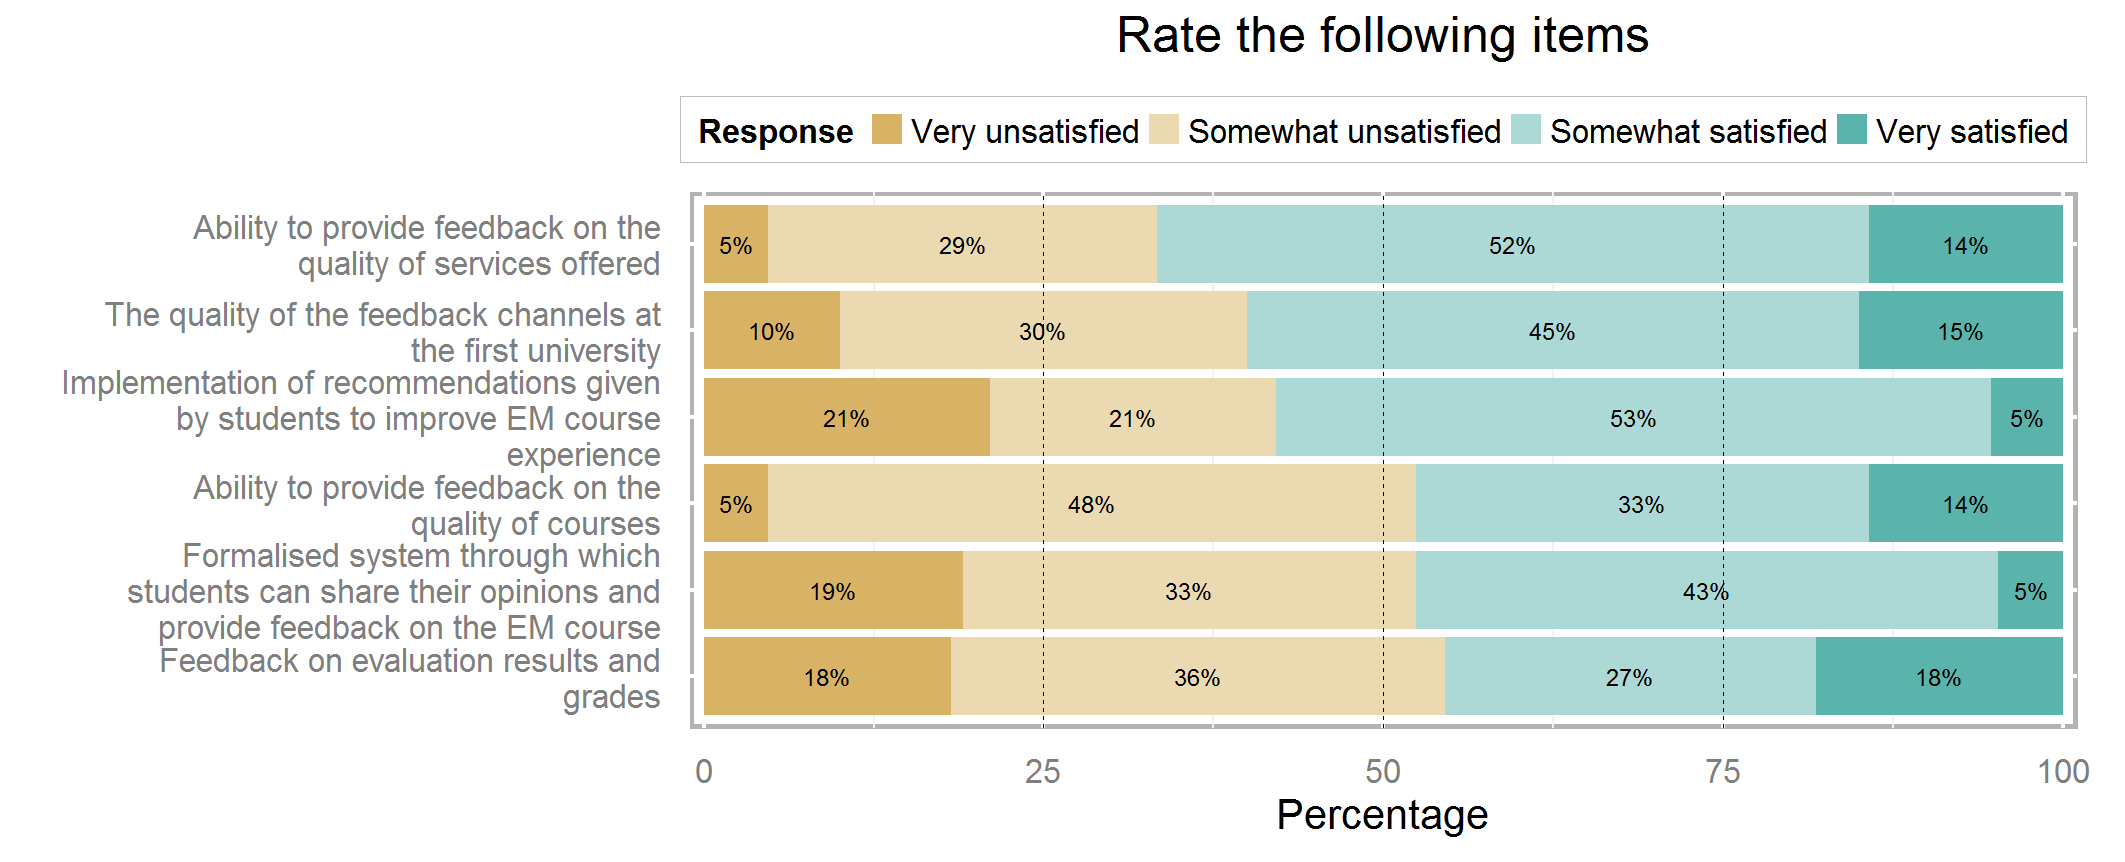 Rate the following items
Response Very unsatisfied Somewhat unsatisfied Somewhat satisfied Very satisfied
Ability to provide feedback on the
quality of services offered
5% 29% 52% 14%
The quality of the feedback channels at
the first university
10% 30% 45% 15%
Implementation of recommendations given
by students to improve EM course
experience
21% 21% 53% 5%
Ability to provide feedback on the
quality of courses
5% 48% 33% 14%
Formalised system through which
students can share their opinions and
provide feedback on the EM course
19% 33% 43% 5%
Feedback on evaluation results and
grades
18% 36% 27% 18%
0 25 50 75 100
Percentage